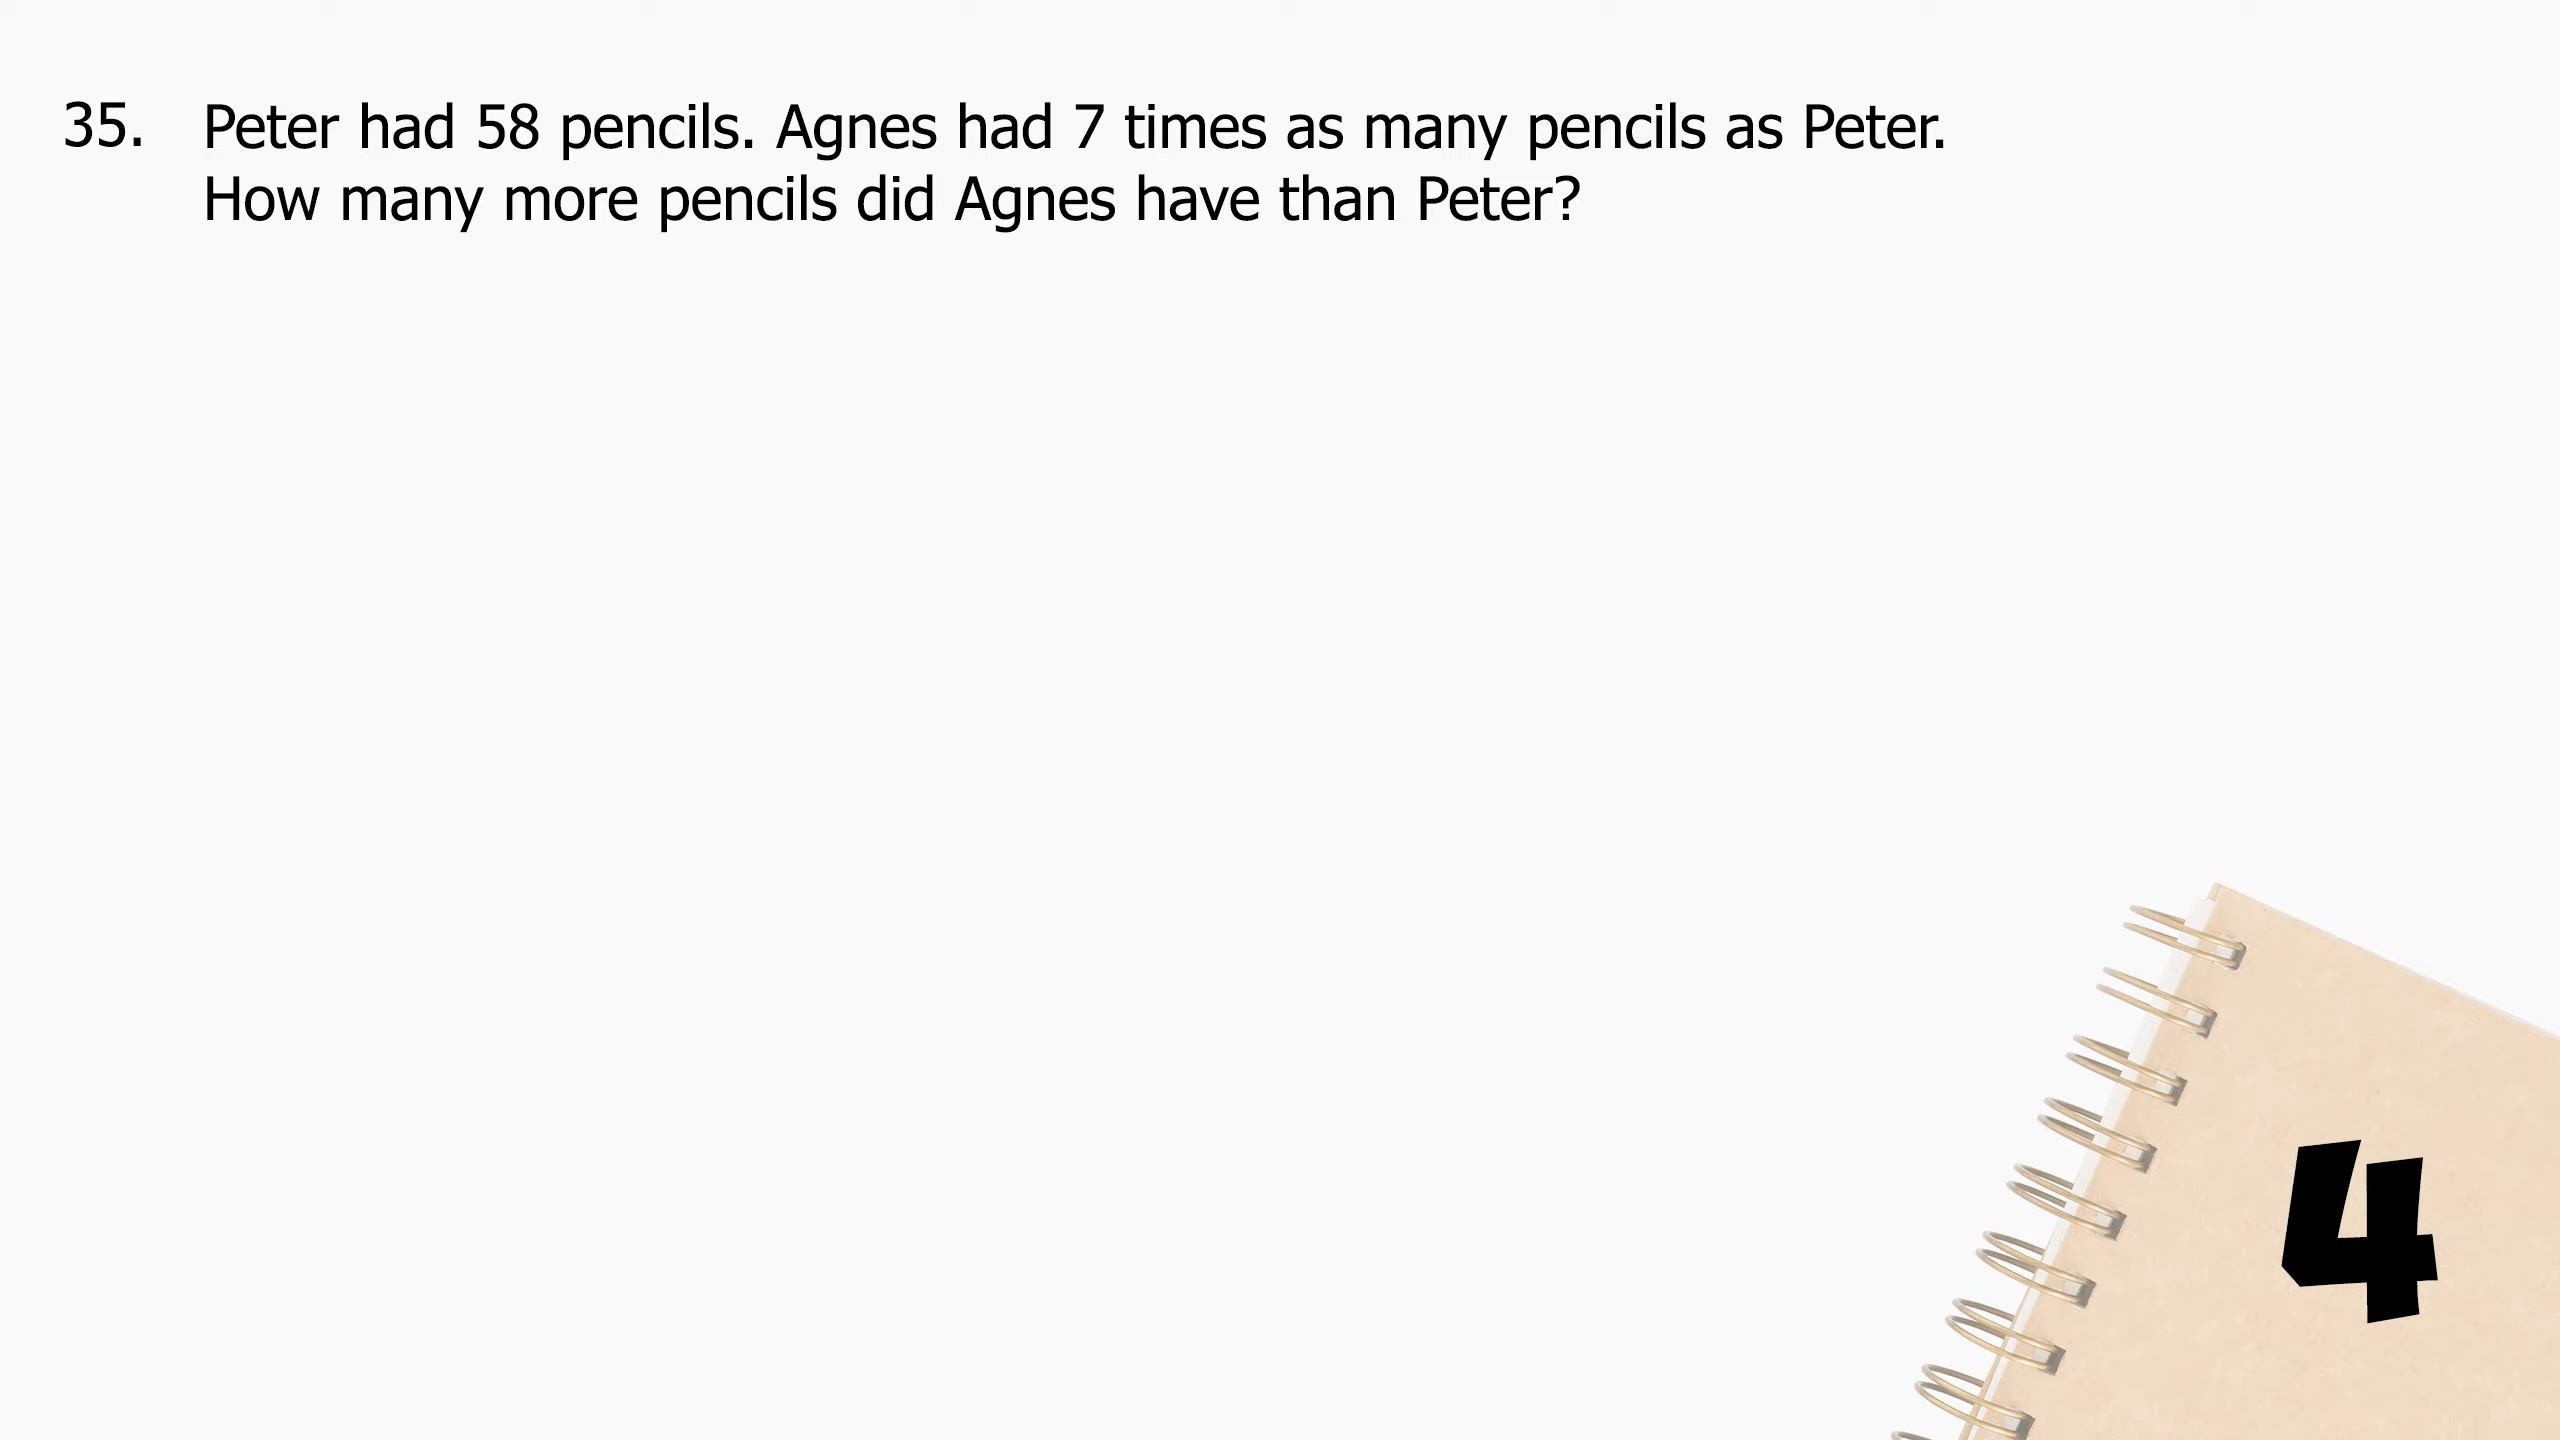 35. Peter had 58 pencils. Agnes had 7 times as many pencils as Peter.
How many more pencils did Agnes have than Peter?
4